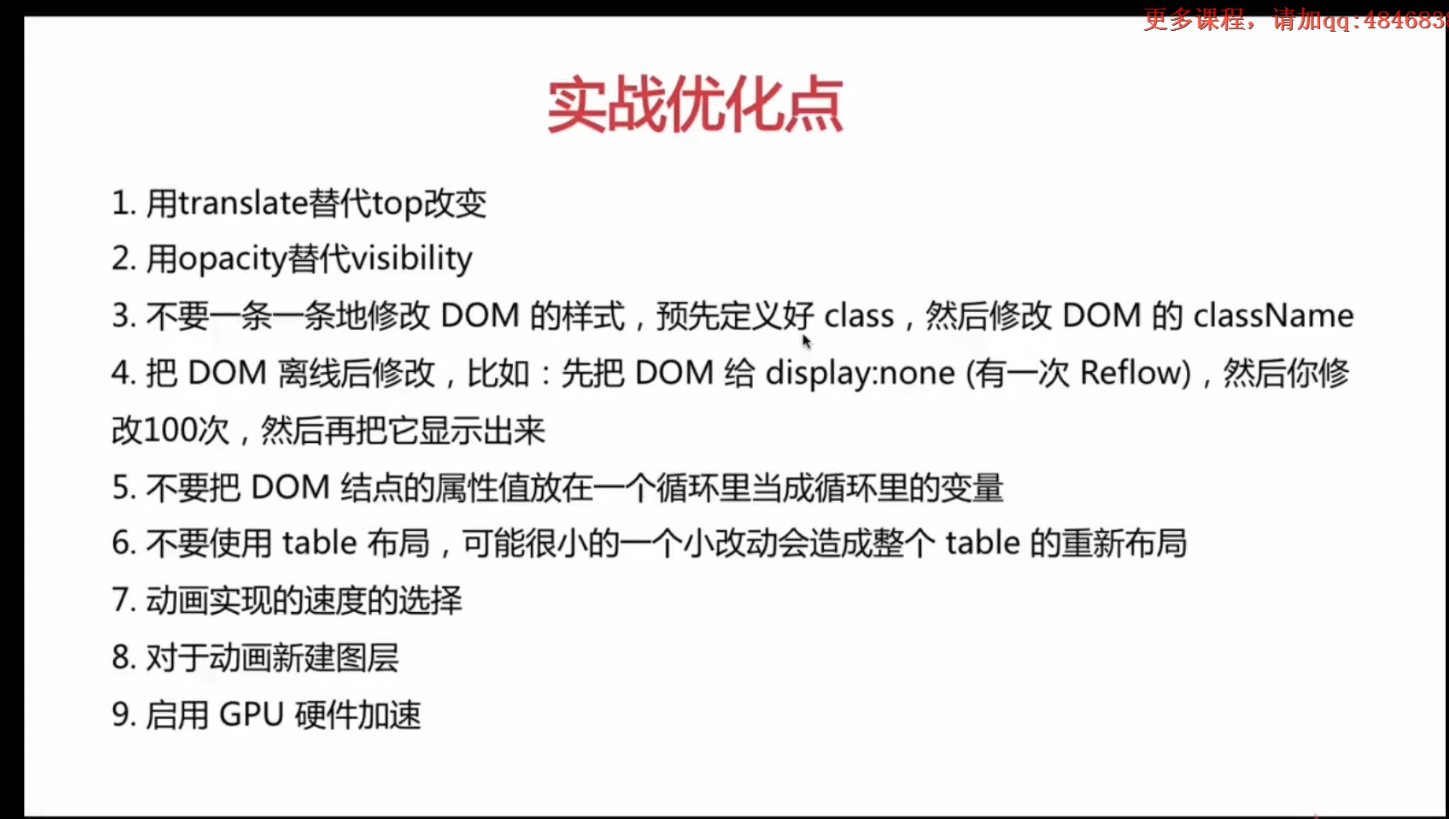 更多课程，请加qq:484683
实战优化点
1. 用translate替代top改变
2. 用opacity替代visibility
3. 不要一条一条地修改 DOM 的样式，预先定义好 class，然后修改 DOM 的 className
4. 把 DOM 离线后修改，比如：先把 DOM 给 display:none (有一次 Reflow)，然后你修
改100次，然后再把它显示出来
5. 不要把 DOM 结点的属性值放在一个循环里当成循环里的变量
6. 不要使用 table 布局，可能很小的一个小改动会造成整个 table 的重新布局
7. 动画实现的速度的选择
8. 对于动画新建图层
9. 启用 GPU 硬件加速